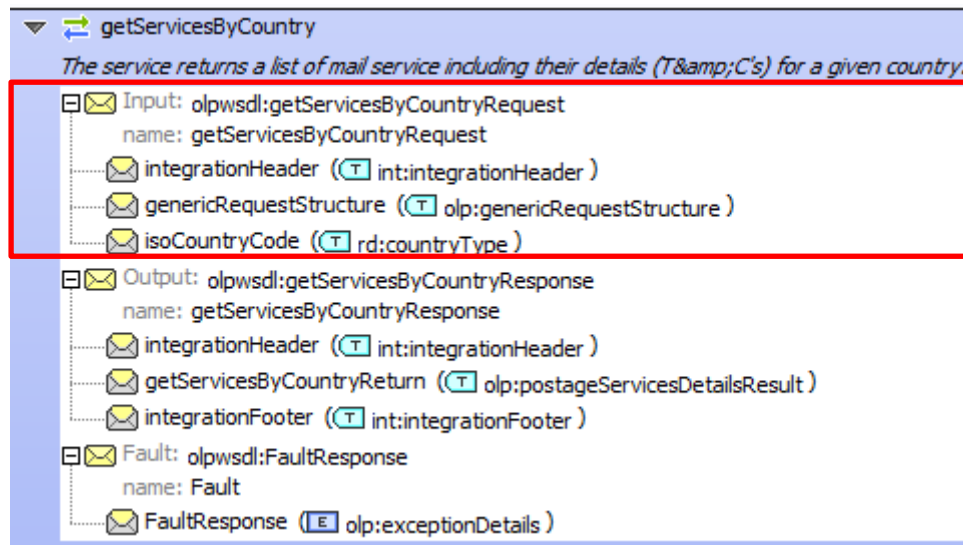 getServicesByCountry
The service returns a list of mail service including their details (T&amp;C's) for a given country.
Input: olpwsdl:getServicesByCountryRequest
name: getServicesByCountryRequest
integrationHeader (T int:integrationHeader )
genericRequestStructure (T olp:genericRequestStructure )
isoCountryCode (T rd:countryType )
Output: olpwsdl:getServicesByCountryResponse
name: getServicesByCountryResponse
integrationHeader (T int:integrationHeader )
getServicesByCountryReturn (T olp:postageServicesDetailsResult )
integrationFooter (T int:integrationFooter )
Fault: olpwsdl:FaultResponse
name: Fault
FaultResponse (E olp:exceptionDetails )